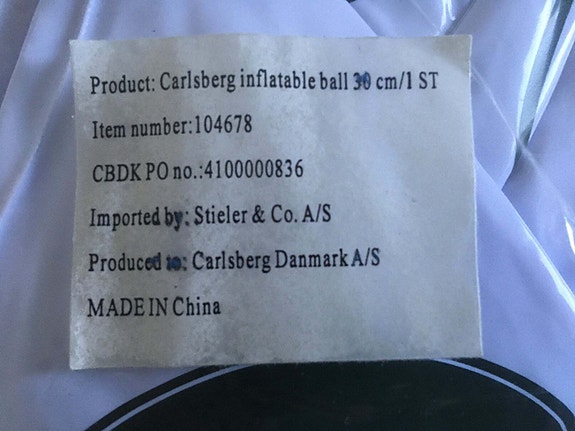 Product: Carlsberg inflatable ball 30 cm/1 ST
Item number:104678
CBDK PO no.:4100000836
Imported by: Stieler & Co. A/S
Produced to: Carlsberg Danmark A/S
MADE IN China